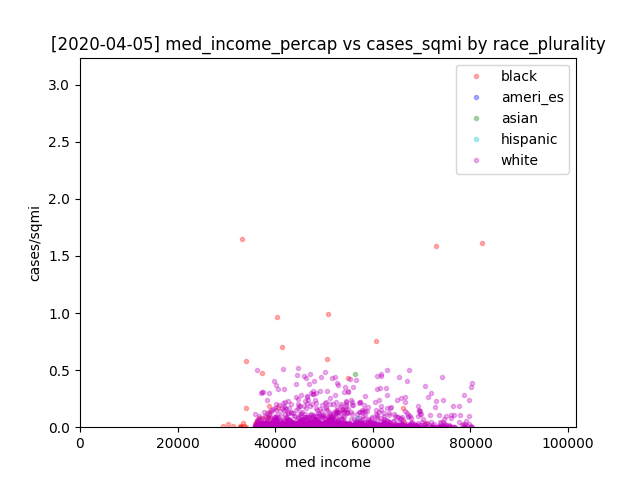 [2020-04-05] med_income_percap vs cases_sqmi by race_plurality
3.0
2.5
2.0
1.5
1.0
0.5
0.0
cases/sqmi
black
ameri_es
asian
hispanic
white
0
20000
40000
60000
80000
100000
med income